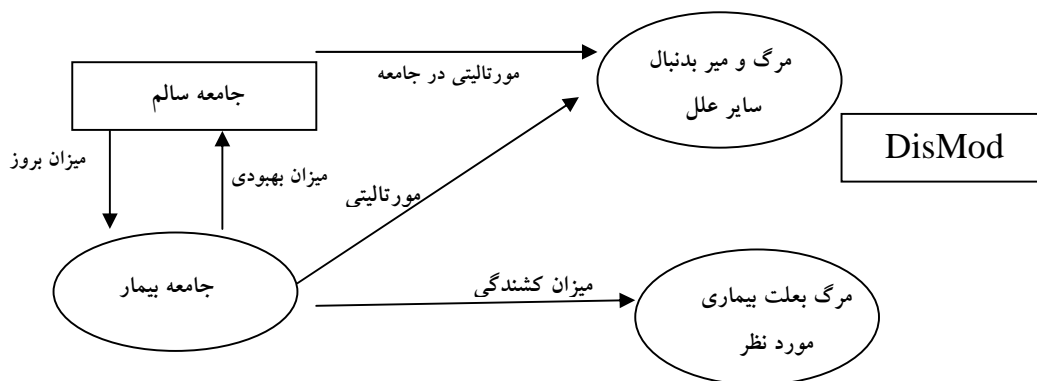 مرگ و میر بدنبال
سایر علل
مورتالیتی در جامعه
جامعه سالم
DisMod
میزان بروز
میزان بهبودی
مورتالیتی
جامعه بیمار
میزان کشندگی
مرگ بعلت بیماری
مورد نظر